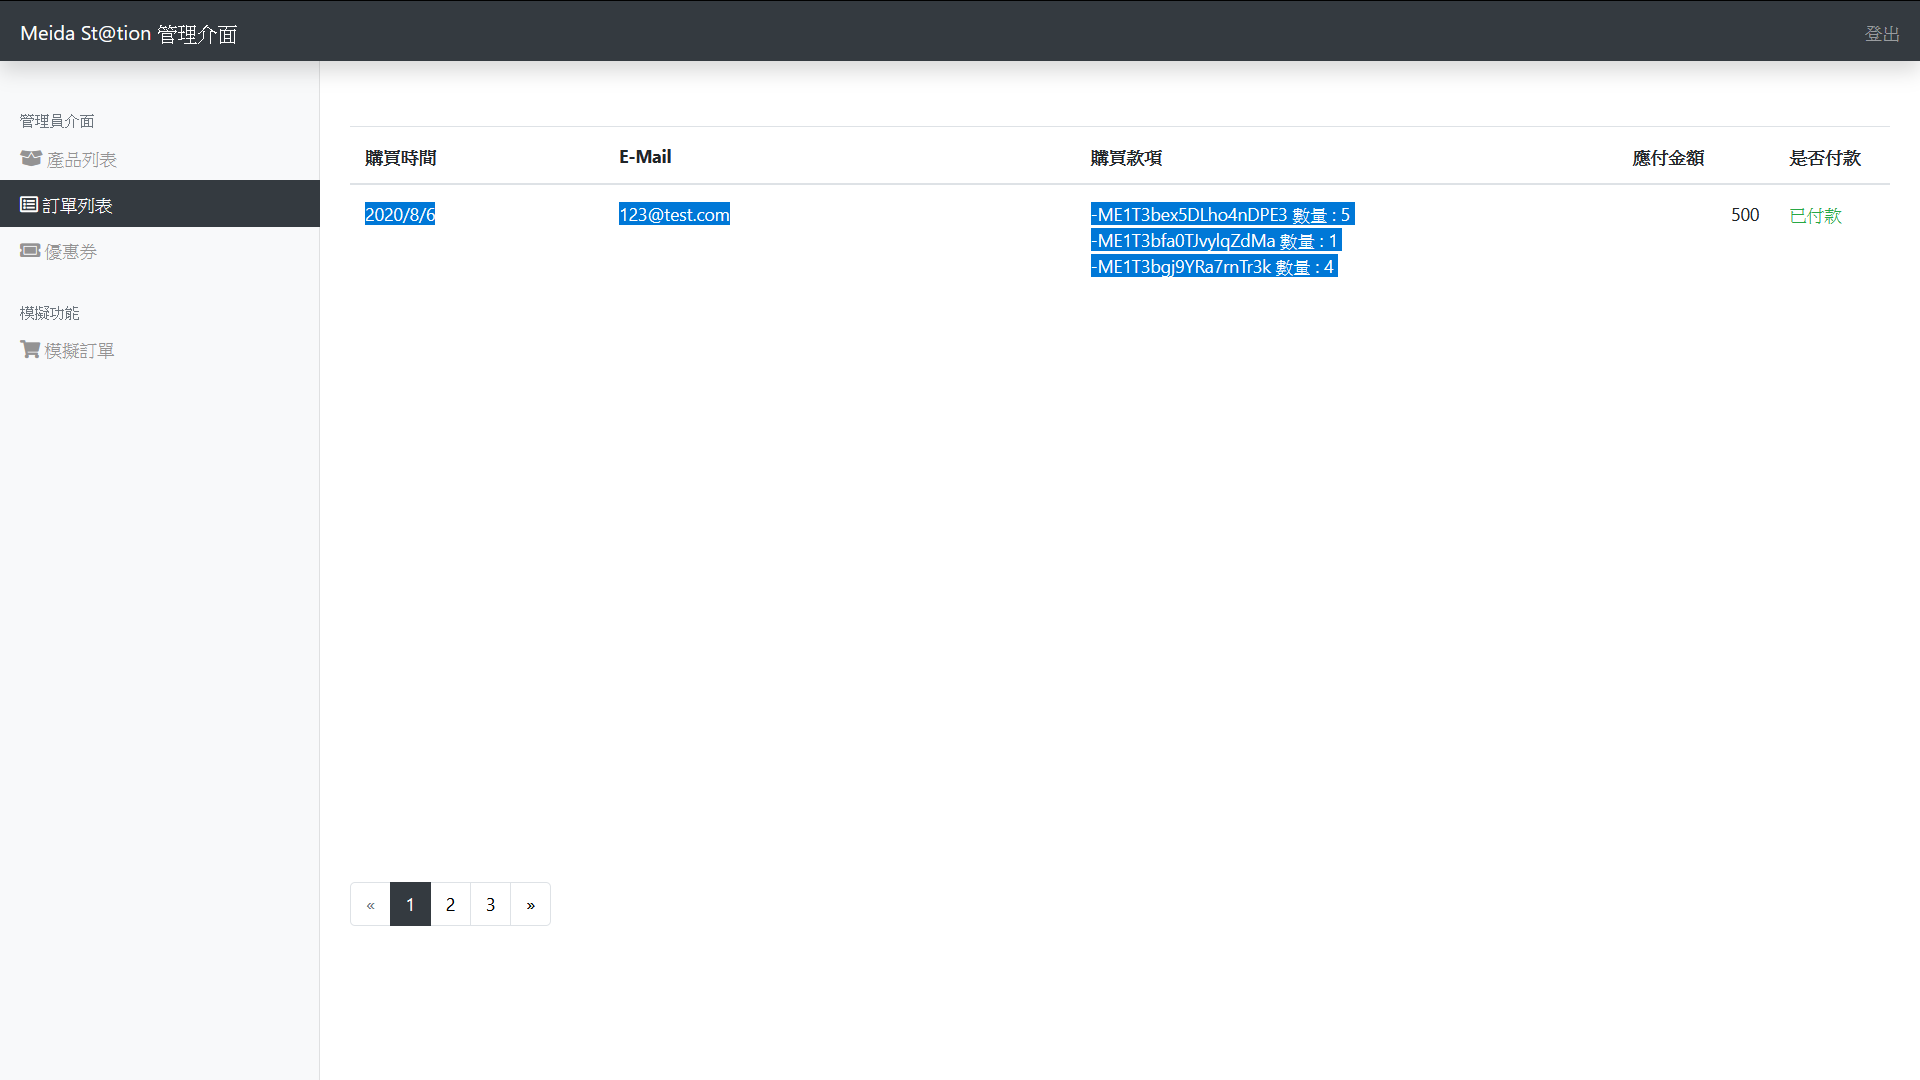 Meida St@tion 管理介面
登出
管理員介面
產品列表
訂單列表
優惠券
模擬功能
模擬訂單
購買時間 E-Mail 購買款項 應付金額 是否付款
2020/8/6 123@test.com -ME1T3bex5DLho4nDPE3 數量 : 5 500 已付款
-ME1T3bfa0TJvylqZdMa 數量 : 1
-ME1T3bgj9YRa7rnTr3k 數量 : 4
« 1 2 3 »